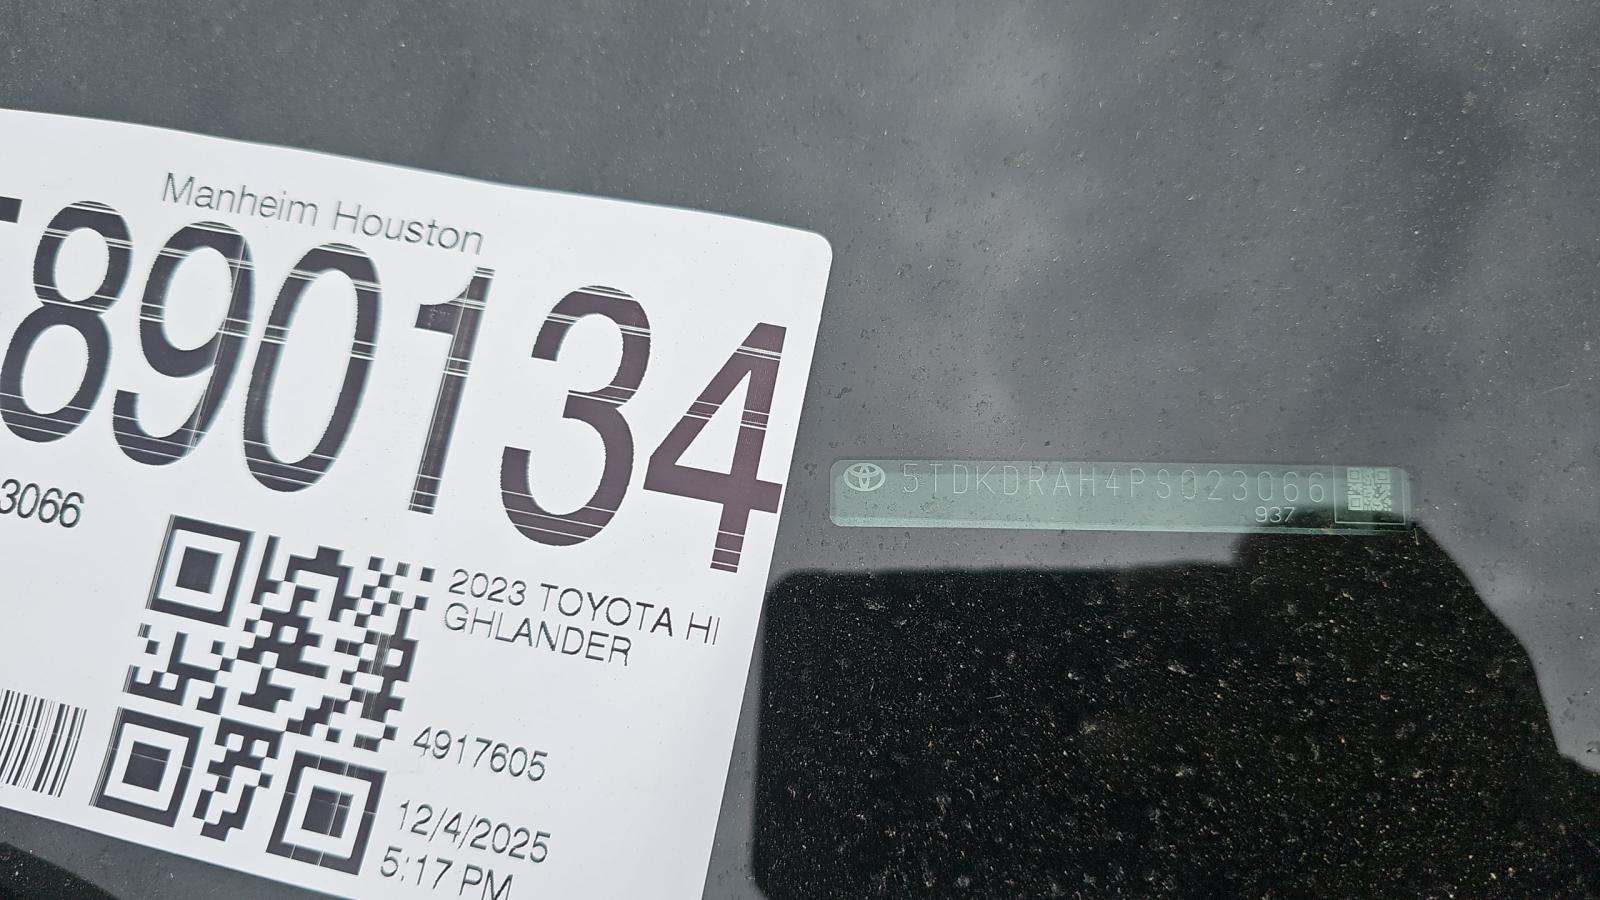 Manheim Houston
890134
3066
2023 TOYOTA HI
GHLANDER
4917605
12/4/2025
5:17 PM
5TDKDRAH4PS023066
937